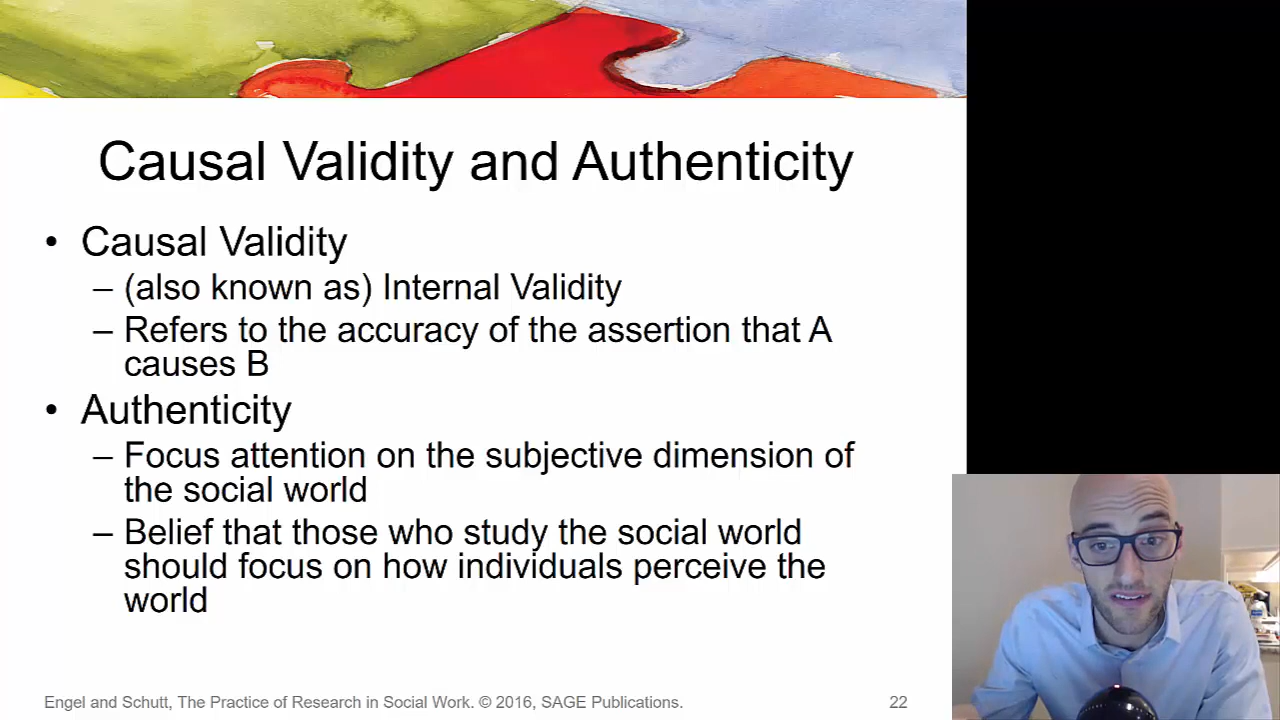 Causal Validity and Authenticity
• Causal Validity
– (also known as) Internal Validity
– Refers to the accuracy of the assertion that A
causes B
• Authenticity
– Focus attention on the subjective dimension of
the social world
– Belief that those who study the social world
should focus on how individuals perceive the
world
Engel and Schutt, The Practice of Research in Social Work. © 2016, SAGE Publications.
22